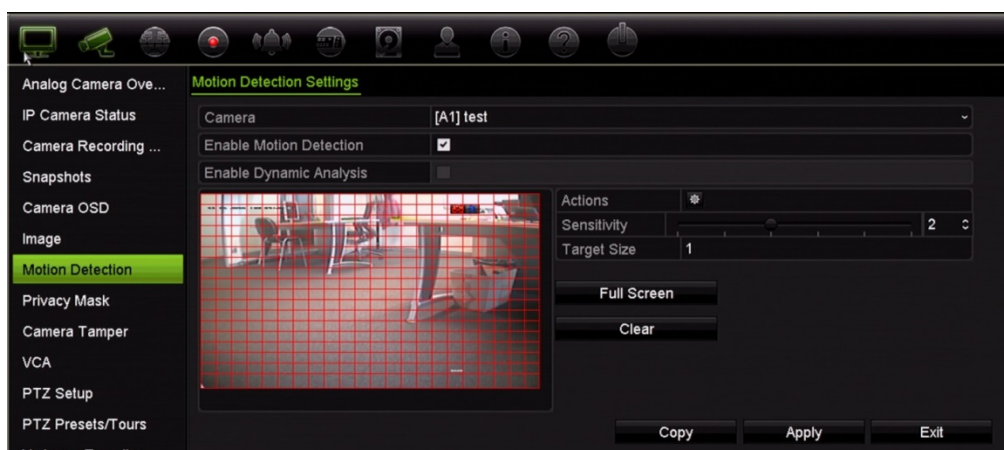 Analog Camera Ove...
IP Camera Status
Camera Recording ...
Snapshots
Camera OSD
Image
Motion Detection
Privacy Mask
Camera Tamper
VCA
PTZ Setup
PTZ Presets/Tours
Motion Detection Settings
Camera [A1] test
Enable Motion Detection
Enable Dynamic Analysis
Actions
Sensitivity 2
Target Size 1
Full Screen
Clear
Copy Apply Exit